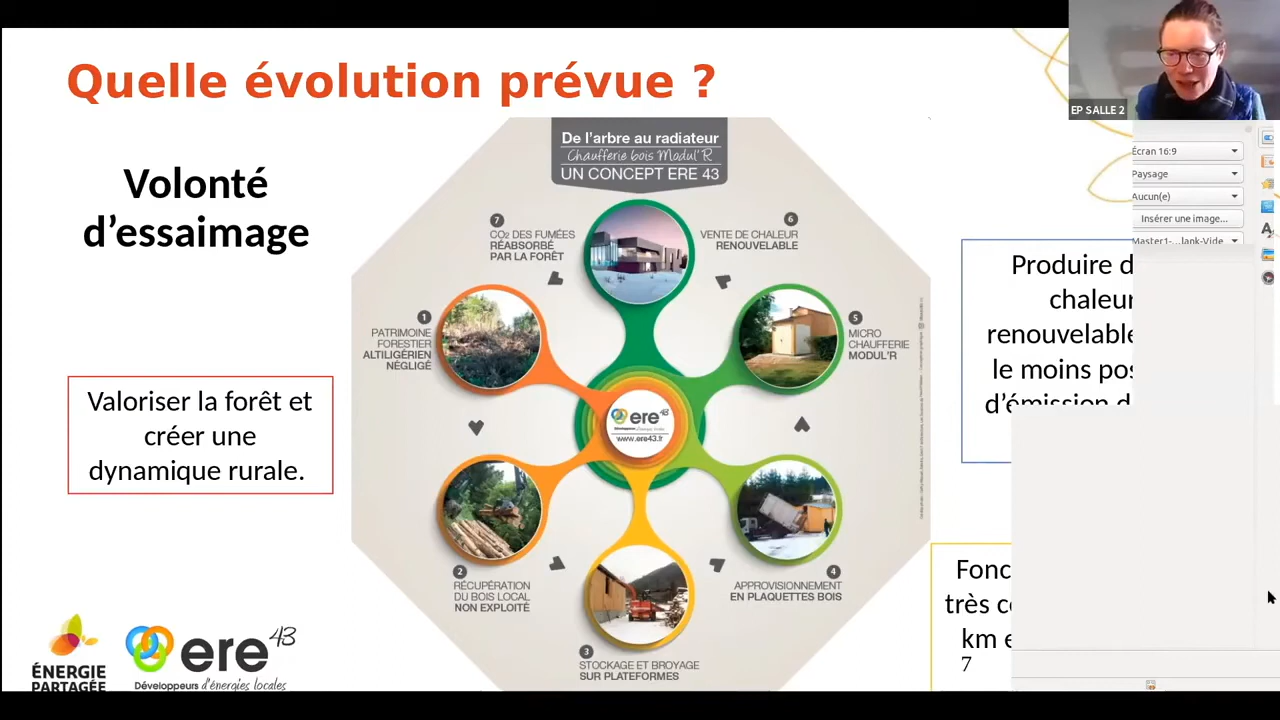 Quelle évolution prévue ?
EP SALLE 2
Volonté
d’essaimage
De l’arbre au radiateur
Chaufferie bois Modul’R
UN CONCEPT ERE 43
7
CO2 DES FUMÉES
RÉABSORBÉ
PAR LA FORÊT
6
VENTE DE CHALEUR
RENOUVELABLE
1
PATRIMOINE
FORESTIER
ALTILIGÉRIEN
NÉGLIGÉ
5
MICRO
CHAUFFERIE
MODUL’R
ere 43
www.ere43.fr
2
RÉCUPÉRATION
DU BOIS LOCAL
NON EXPLOITÉ
4
APPROVISIONNEMENT
EN PLAQUETTES BOIS
3
STOCKAGE ET BROYAGE
SUR PLATEFORMES
Valoriser la forêt et
créer une
dynamique rurale.
Produire d
chaleur
renouvelable
le moins pos
d’émission d
Fonc
très c
km e
7
Écran 16:9
Paysage
Aucun(e)
Insérer une image...
Master1-...lank-Vide
ÉNERGIE
PARTAGÉE
ere 43
Développeurs d’énergies locales